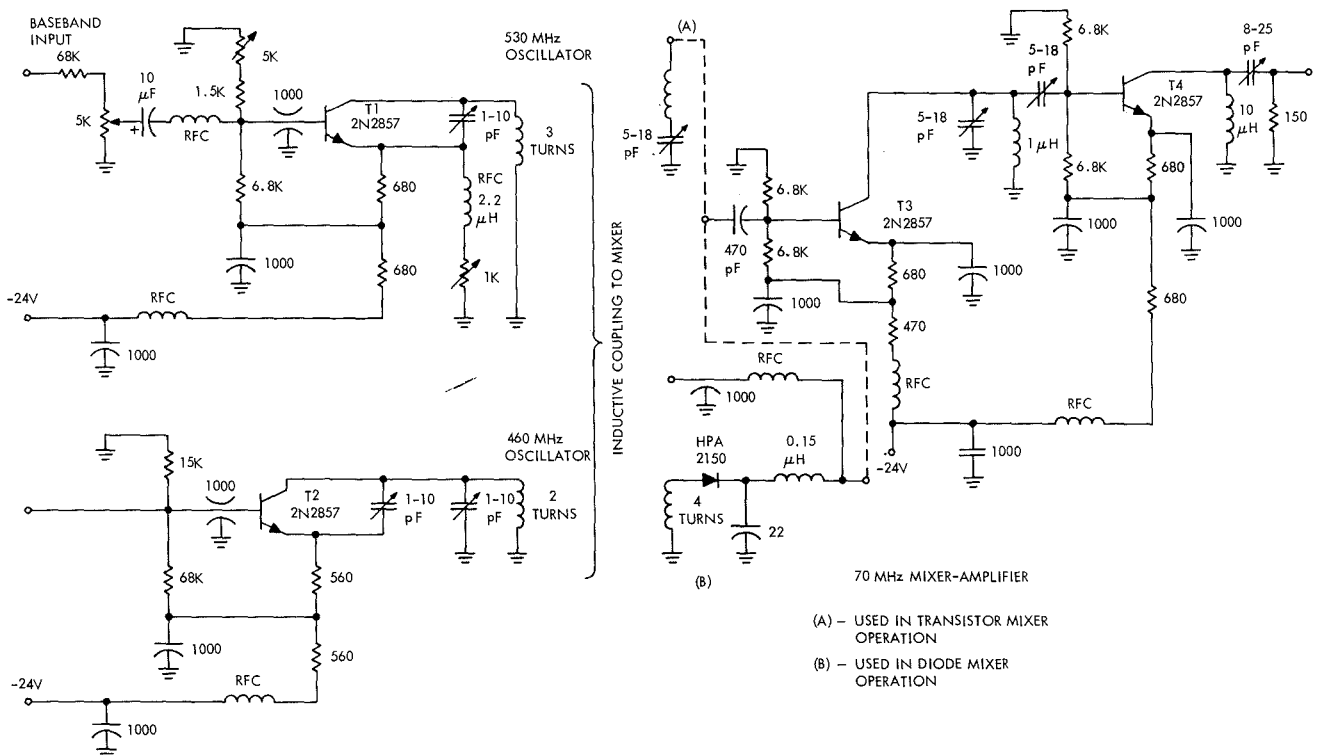 BASEBAND
INPUT
68K
5K
10
μF
+
RFC
5K
1.5K
1000
T1
2N2857
530 MHz
OSCILLATOR
1-10
pF
3
TURNS
6.8K
680
RFC
2.2
μH
1000
680
1K
-24V
RFC
1000
15K
1000
T2
2N2857
460 MHz
OSCILLATOR
1-10
pF
1-10
pF
2
TURNS
68K
560
1000
560
-24V
RFC
1000
INDUCTIVE COUPLING TO MIXER
(A)
5-18
pF
470
pF
6.8K
6.8K
1000
T3
2N2857
680
1000
470
RFC
-24V
1000
RFC
5-18
pF
1μH
5-18
pF
6.8K
6.8K
1000
T4
2N2857
680
1000
680
8-25
pF
10
μH
150
RFC
1000
HPA
2150
0.15
μH
4
TURNS
22
(B)
70 MHz MIXER-AMPLIFIER
(A) – USED IN TRANSISTOR MIXER
OPERATION
(B) – USED IN DIODE MIXER
OPERATION